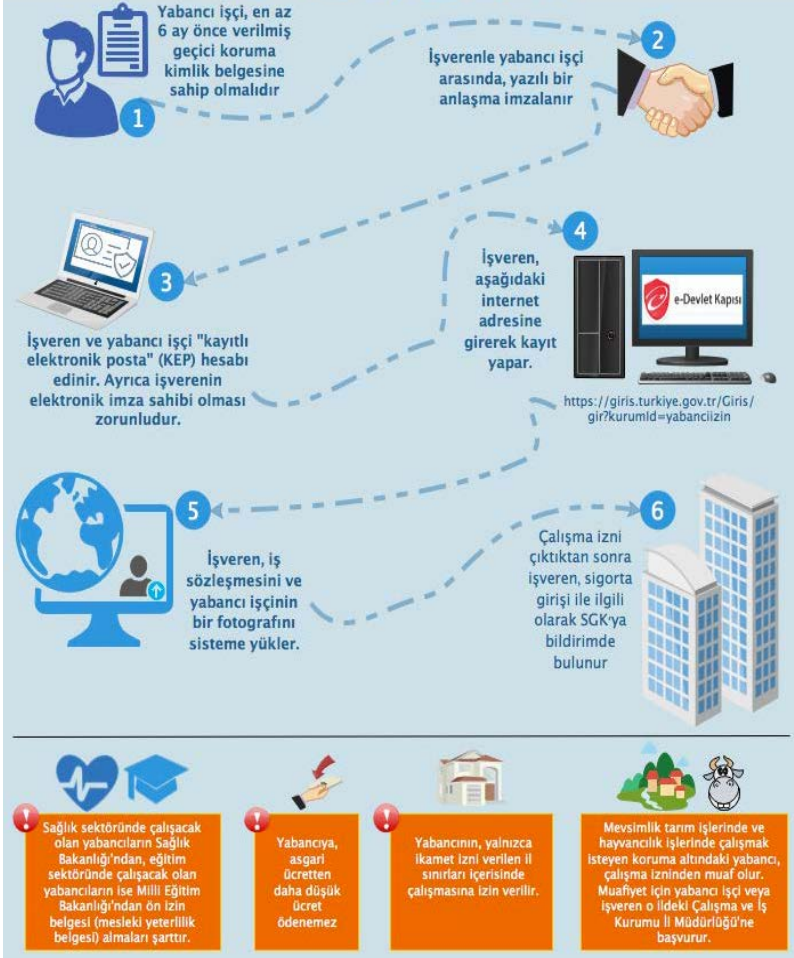 Yabancı işçi, en az
6 ay önce verilmiş
geçici koruma
kimlik belgesine
sahip olmalıdır
1
2
İşverenle yabancı işçi
arasında, yazılı bir
anlaşma imzalanır
3
İşveren ve yabancı işçi "kayıtlı
elektronik posta" (KEP) hesabı
edinir. Ayrıca işverenin
elektronik imza sahibi olması
zorunludur.
4
İşveren,
aşağıdaki
internet
adresine
girerek kayıt
yapar.
e-Devlet Kapısı
https://giris.turkiye.gov.tr/Giris/
gir?kurumId=yabanciizin
5
İşveren, iş
sözleşmesini ve
yabancı işçinin
bir fotografını
sisteme yükler.
6
Çalışma izni
çıktıktan sonra
işveren, sigorta
girişi ile ilgili
olarak SGK'ya
bildirimde
bulunur
!
Sağlık sektöründe çalışacak
olan yabancıların Sağlık
Bakanlığı'ndan, eğitim
sektöründe çalışacak olan
yabancıların ise Milli Eğitim
Bakanlığı'ndan ön izin
belgesi (mesleki yeterlilik
belgesi) almaları şarttır.
!
Yabancıya,
asgari
ücretten
daha düşük
ücret
ödenemez
!
Yabancının, yalnızca
ikamet izni verilen il
sınırları içerisinde
çalışmasına izin verilir.
Mevsimlik tarım işlerinde ve
hayvancılık işlerinde çalışmak
isteyen koruma altındaki yabancı,
çalışma izninden muaf olur.
Muafiyet için yabancı işçi veya
işveren o ildeki Çalışma ve İş
Kurumu İl Müdürlüğü'ne
başvurur.